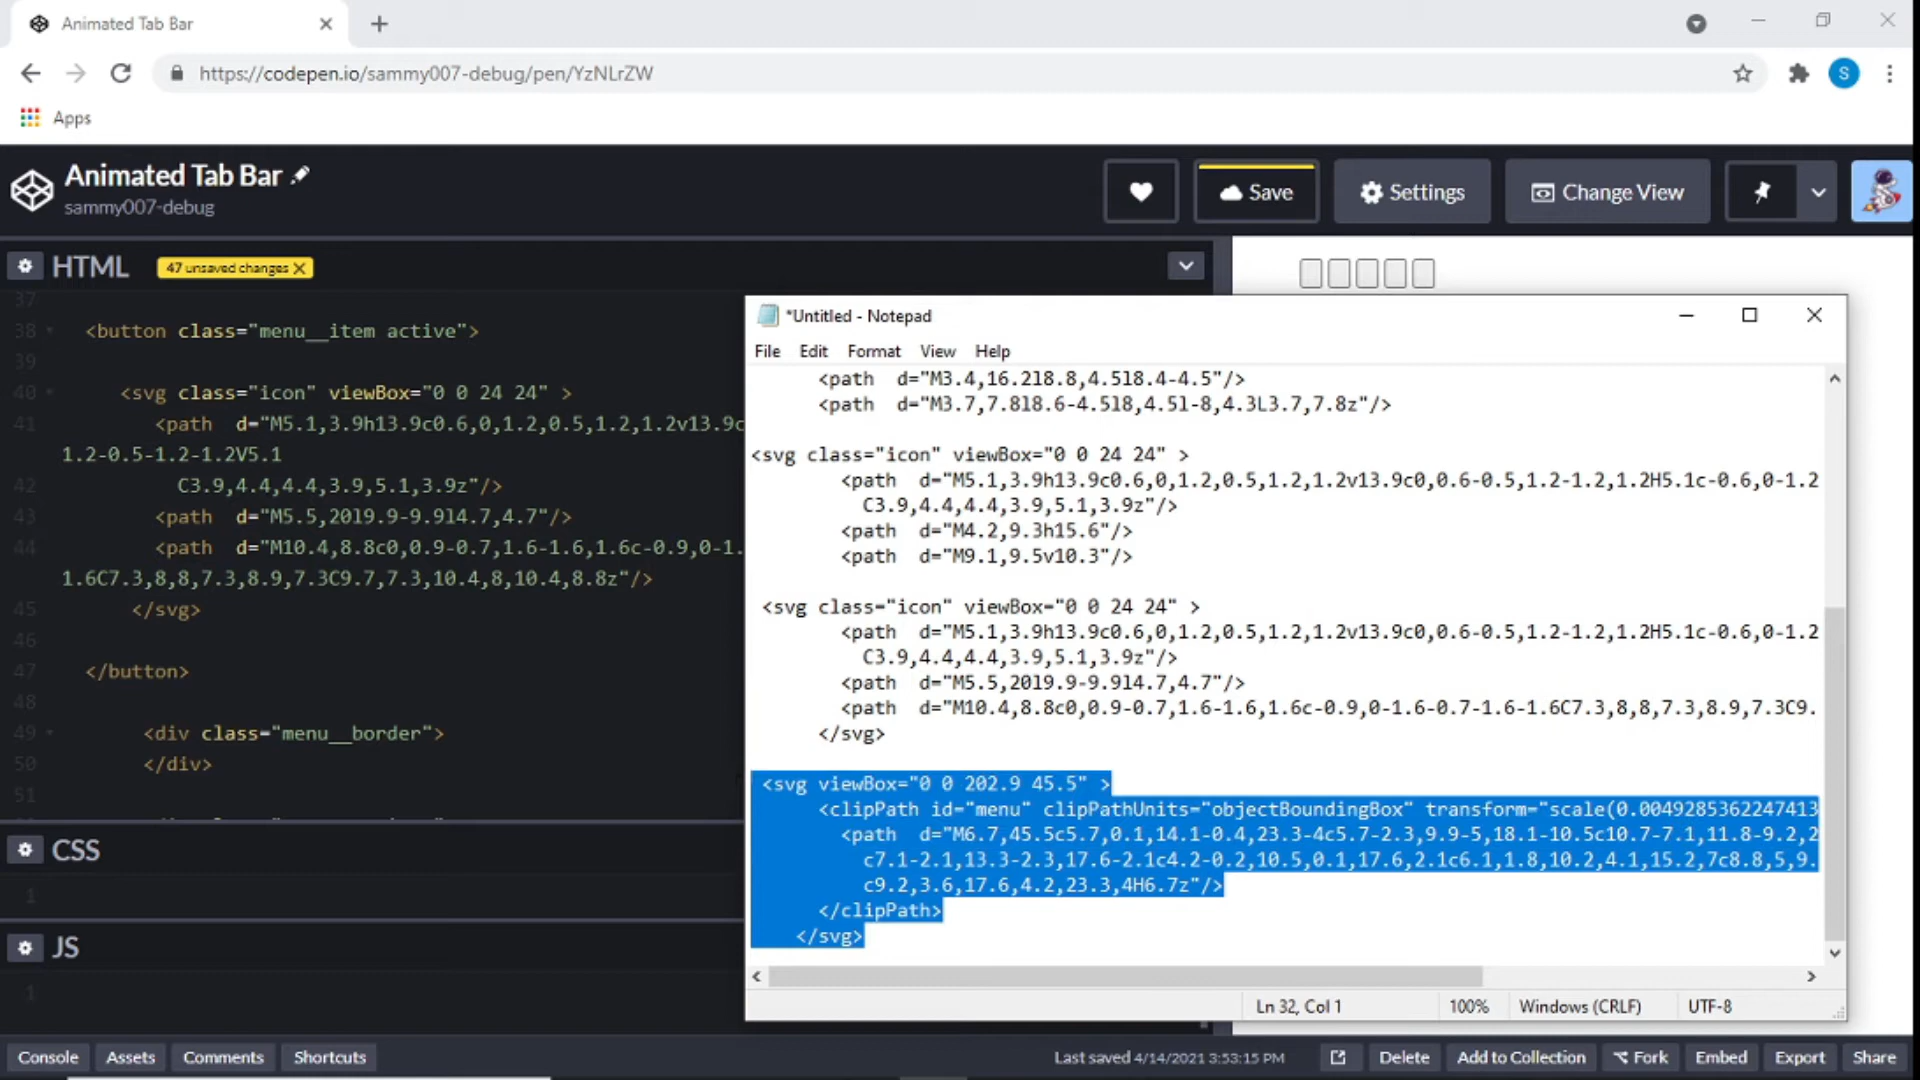 Animated Tab Bar
https://codepen.io/sammy007-debug/pen/YzNLrZW
S
Apps
Animated Tab Bar
sammy007-debug
Save
Settings
Change View
HTML
47 unsaved changes
37
38 <button class="menu__item active">
39
40 <svg class="icon" viewBox="0 0 24 24" >
41 <path  d="M5.1,3.9h13.9c0.6,0,1.2,0.5,1.2,1.2v13.9c
1.2-0.5-1.2-1.2V5.1
42 C3.9,4.4,4.4,3.9,5.1,3.9z"/>
43 <path  d="M5.5,20l9.9-9.9l4.7,4.7"/>
44 <path  d="M10.4,8.8c0,0.9-0.7,1.6-1.6,1.6c-0.9,0-1.
1.6C7.3,8,8,7.3,8.9,7.3C9.7,7.3,10.4,8,10.4,8.8z"/>
45 </svg>
46
47 </button>
48
49 <div class="menu__border">
50 </div>
51
CSS
1
JS
1
*Untitled - Notepad
File Edit Format View Help
<path  d="M3.4,16.2l8.8,4.5l8.4-4.5"/>
<path  d="M3.7,7.8l8.6-4.5l8,4.5l-8,4.3L3.7,7.8z"/>
<svg class="icon" viewBox="0 0 24 24" >
<path  d="M5.1,3.9h13.9c0.6,0,1.2,0.5,1.2,1.2v13.9c0,0.6-0.5,1.2-1.2,1.2H5.1c-0.6,0-1.2
C3.9,4.4,4.4,3.9,5.1,3.9z"/>
<path  d="M4.2,9.3h15.6"/>
<path  d="M9.1,9.5v10.3"/>
<svg class="icon" viewBox="0 0 24 24" >
<path  d="M5.1,3.9h13.9c0.6,0,1.2,0.5,1.2,1.2v13.9c0,0.6-0.5,1.2-1.2,1.2H5.1c-0.6,0-1.2
C3.9,4.4,4.4,3.9,5.1,3.9z"/>
<path  d="M5.5,20l9.9-9.9l4.7,4.7"/>
<path  d="M10.4,8.8c0,0.9-0.7,1.6-1.6,1.6c-0.9,0-1.6-0.7-1.6-1.6C7.3,8,8,7.3,8.9,7.3C9.
</svg>
<svg viewBox="0 0 202.9 45.5" >
<clipPath id="menu" clipPathUnits="objectBoundingBox" transform="scale(0.00492853622​47413
<path  d="M6.7,45.5c5.7,0.1,14.1-0.4,23.3-4c5.7-2.3,9.9-5,18.1-10.5c10.7-7.1,11.8-9.2,2
c7.1-2.1,13.3-2.3,17.6-2.1c4.2-0.2,10.5,0.1,17.6,2.1c6.1,1.8,10.2,4.1,15.2,7c8.8,5,9.
c9.2,3.6,17.6,4.2,23.3,4H6.7z"/>
</clipPath>
</svg>
Ln 32, Col 1 100% Windows (CRLF) UTF-8
Console Assets Comments Shortcuts Last saved 4/14/2021 3:53:15 PM Delete Add to Collection Fork Embed Export Share